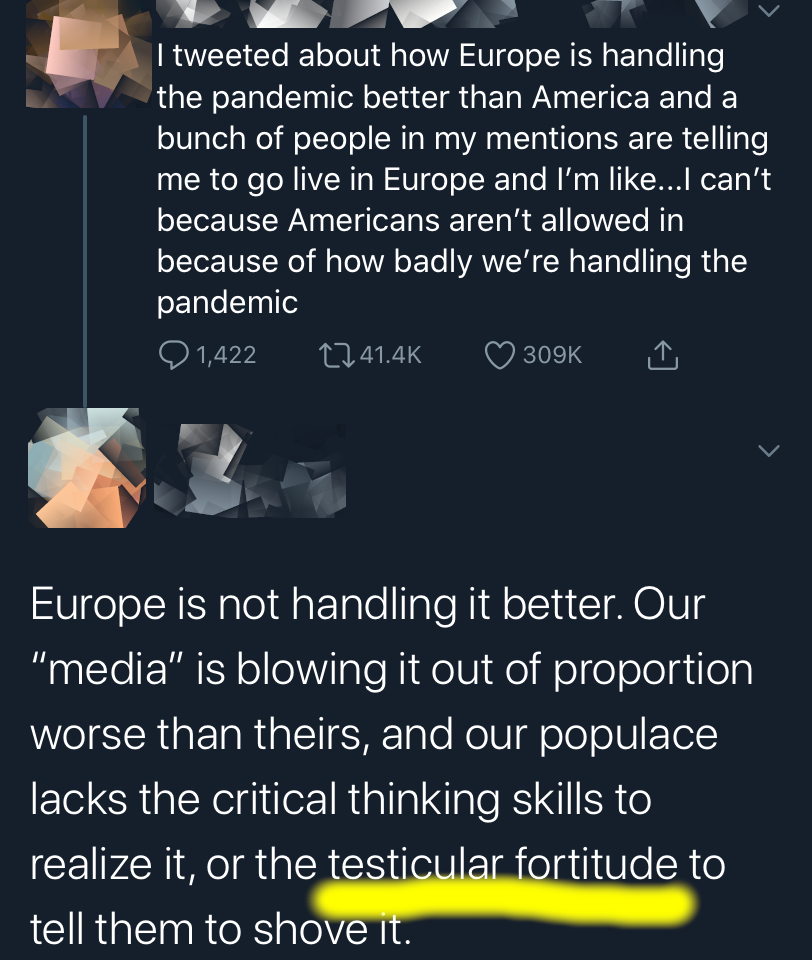 I tweeted about how Europe is handling
the pandemic better than America and a
bunch of people in my mentions are telling
me to go live in Europe and I’m like...I can’t
because Americans aren’t allowed in
because of how badly we’re handling the
pandemic
1,422 41.4K 309K
Europe is not handling it better. Our
“media” is blowing it out of proportion
worse than theirs, and our populace
lacks the critical thinking skills to
realize it, or the testicular fortitude to
tell them to shove it.